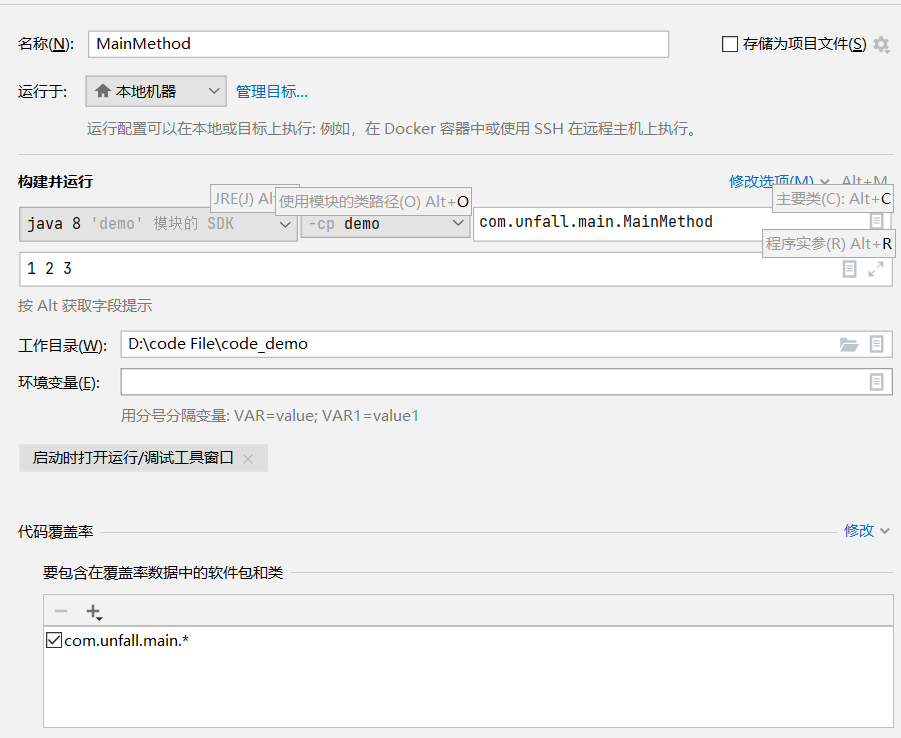 名称(N): MainMethod 存储为项目文件(S)
运行于: 本地机器 管理目标...
运行配置可以在本地或目标上执行: 例如，在 Docker 容器中或使用 SSH 在远程主机上执行。
构建并运行 修改选项(M) Alt+M
JRE(J) Al 使用模块的类路径(O) Alt+O 主要类(C): Alt+C
java 8 'demo' 模块的 SDK -cp demo com.unfall.main.MainMethod
程序实参(R) Alt+R
1 2 3
按 Alt 获取字段提示
工作目录(W): D:\code File\code_demo
环境变量(E):
用分号分隔变量: VAR=value; VAR1=value1
启动时打开运行/调试工具窗口 ×
代码覆盖率 修改
要包含在覆盖率数据中的软件包和类
com.unfall.main.*